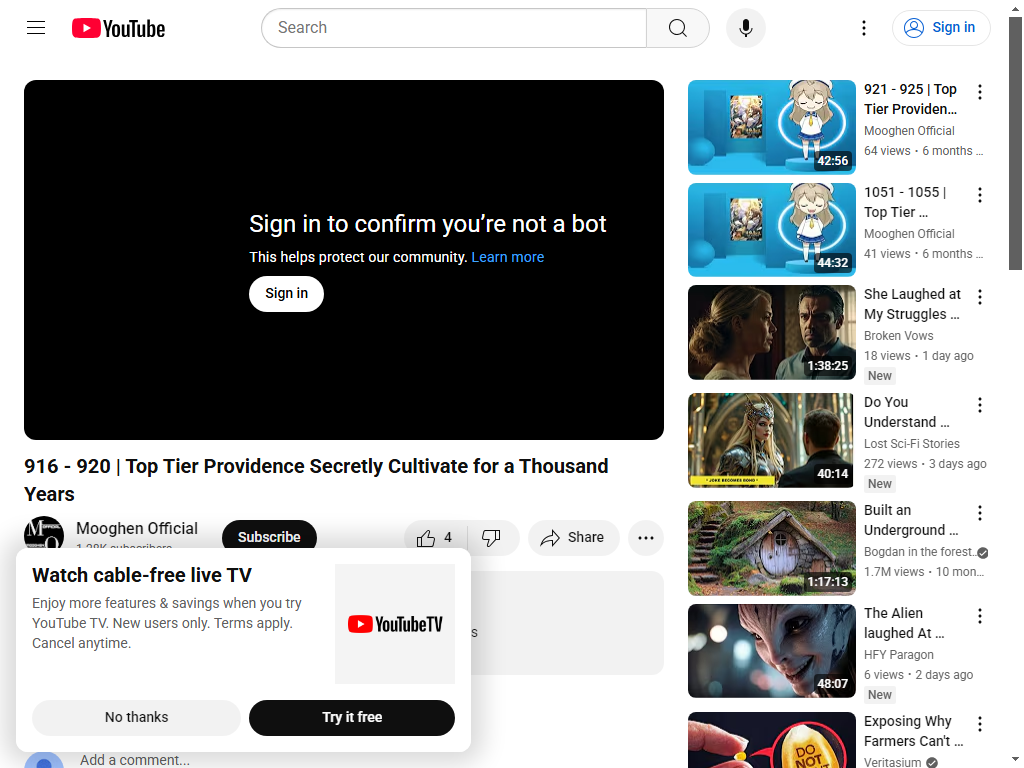 YouTube
Search
Sign in
Sign in to confirm you’re not a bot
This helps protect our community. Learn more
Sign in
916 - 920 | Top Tier Providence Secretly Cultivate for a Thousand
Years
Mooghen Official
Subscribe
4
Share
Watch cable-free live TV
Enjoy more features & savings when you try
YouTube TV. New users only. Terms apply.
Cancel anytime.
YouTubeTV
No thanks
Try it free
Add a comment...
921 - 925 | Top
Tier Providen...
Mooghen Official
64 views • 6 months ...
42:56
1051 - 1055 |
Top Tier ...
Mooghen Official
41 views • 6 months ...
44:32
She Laughed at
My Struggles ...
Broken Vows
18 views • 1 day ago
New
1:38:25
Do You
Understand ...
Lost Sci-Fi Stories
272 views • 3 days ago
New
40:14
Built an
Underground ...
Bogdan in the forest...
1.7M views • 10 mon...
1:17:13
The Alien
laughed At ...
HFY Paragon
6 views • 2 days ago
New
48:07
Exposing Why
Farmers Can't ...
Veritasium
DO
NOT